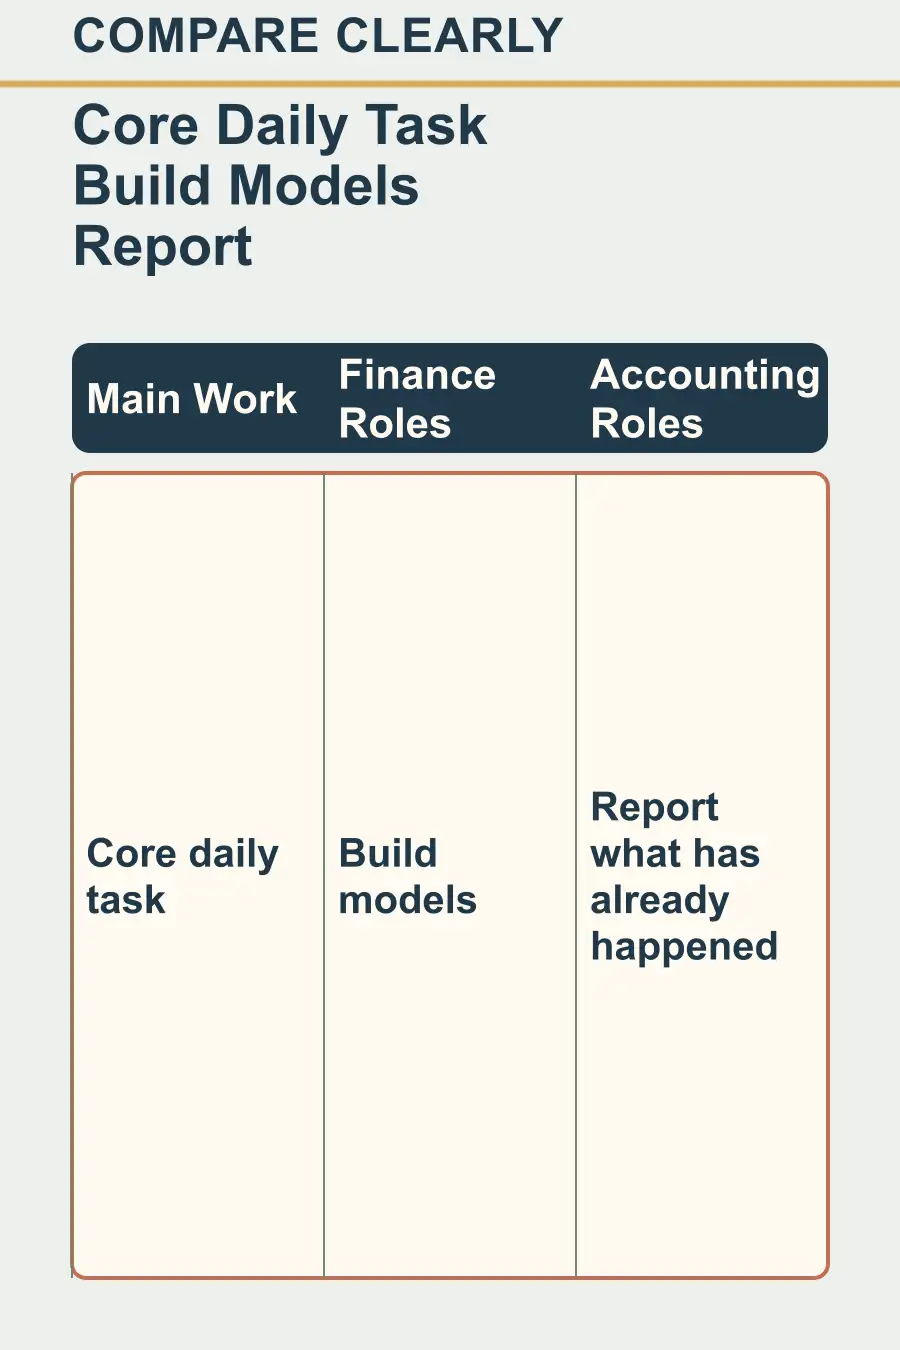 COMPARE CLEARLY
Core Daily Task
Build Models
Report
Main Work
Finance
Roles
Accounting
Roles
Core daily
task
Build
models
Report
what has
already
happened